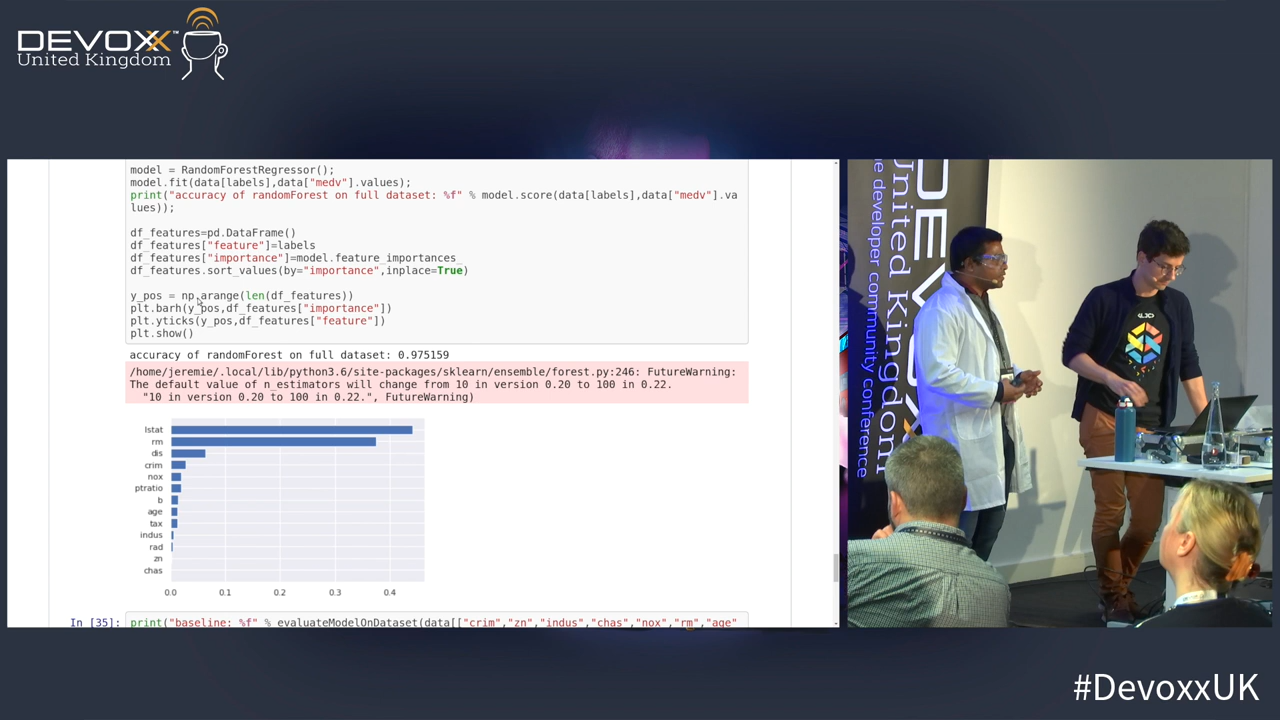 DEVOXX™
United Kingdom
model = RandomForestRegressor();
model.fit(data[labels],data["medv"].values);
print("accuracy of randomForest on full dataset: %f" % model.score(data[labels],data["medv"].va
lues));
df_features=pd.DataFrame()
df_features["feature"]=labels
df_features["importance"]=model.feature_importances_
df_features.sort_values(by="importance",inplace=True)
y_pos = np.arange(len(df_features))
plt.barh(y_pos,df_features["importance"])
plt.yticks(y_pos,df_features["feature"])
plt.show()
accuracy of randomForest on full dataset: 0.975159
/home/jeremie/.local/lib/python3.6/site-packages/sklearn/ensemble/forest.py:246: FutureWarning:
The default value of n_estimators will change from 10 in version 0.20 to 100 in 0.22.
"10 in version 0.20 to 100 in 0.22.", FutureWarning)
lstat
rm
dis
crim
nox
ptratio
b
age
tax
indus
rad
zn
chas
0.0 0.1 0.2 0.3 0.4
In [35]: print("baseline: %f" % evaluateModelOnDataset(data[["crim","zn","indus","chas","nox","rm","age"
DEVOX
United Kingdom
e developer community conference
#DevoxxUK